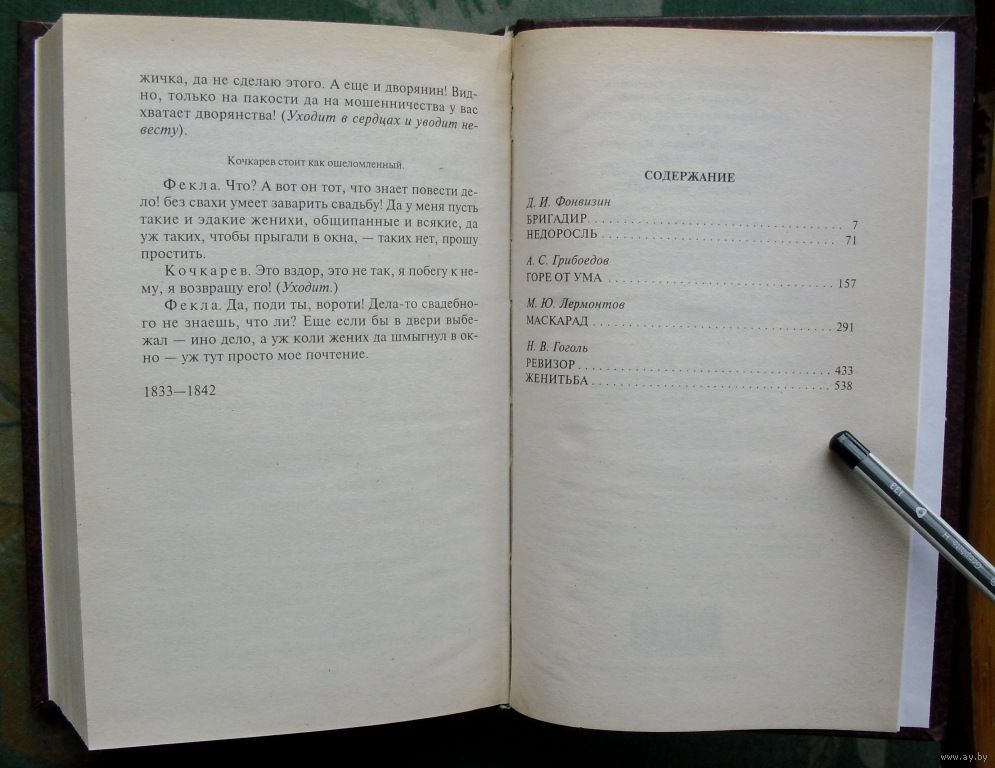 жичка, да не сделаю этого. А еще и дворянин! Вид-
но, только на пакости да на мошенничества у вас
хватает дворянства! (Уходит в сердцах и уводит не-
весту).
Кочкарев стоит как ошеломленный.
Фекла. Что? А вот он тот, что знает повести де-
ло! без свахи умеет заварить свадьбу! Да у меня пусть
такие и эдакие женихи, общипанные и всякие, да
уж таких, чтобы прыгали в окна, — таких нет, прошу
простить.
Кочкарев. Это вздор, это не так, я побегу к не-
му, я возвращу его! (Уходит.)
Фекла. Да, поди ты, вороти! Дела-то свадебно-
го не знаешь, что ли? Еще если бы в двери выбе-
жал — ино дело, а уж коли жених да шмыгнул в ок-
но — уж тут просто мое почтение.
1833—1842
СОДЕРЖАНИЕ
Д. И. Фонвизин
БРИГАДИР 7
НЕДОРОСЛЬ 71
А. С. Грибоедов
ГОРЕ ОТ УМА 157
М. Ю. Лермонтов
МАСКАРАД 291
Н. В. Гоголь
РЕВИЗОР 433
ЖЕНИТЬБА 538
133
www.ay.by